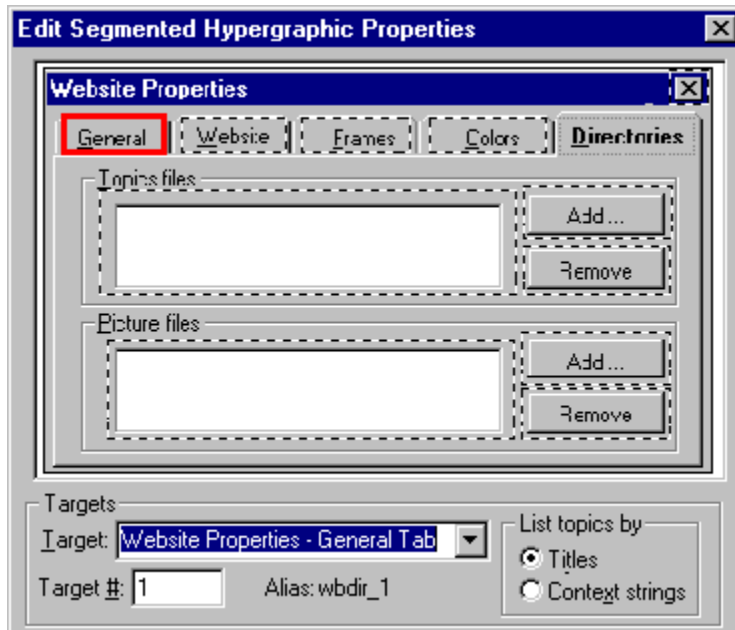 Edit Segmented Hypergraphic Properties
Website Properties
General Website Frames Colors Directories
Topics files
Add...
Remove
Picture files
Add...
Remove
Targets
Target: Website Properties - General Tab
Target #: 1 Alias: wbdir_1
List topics by
Titles
Context strings